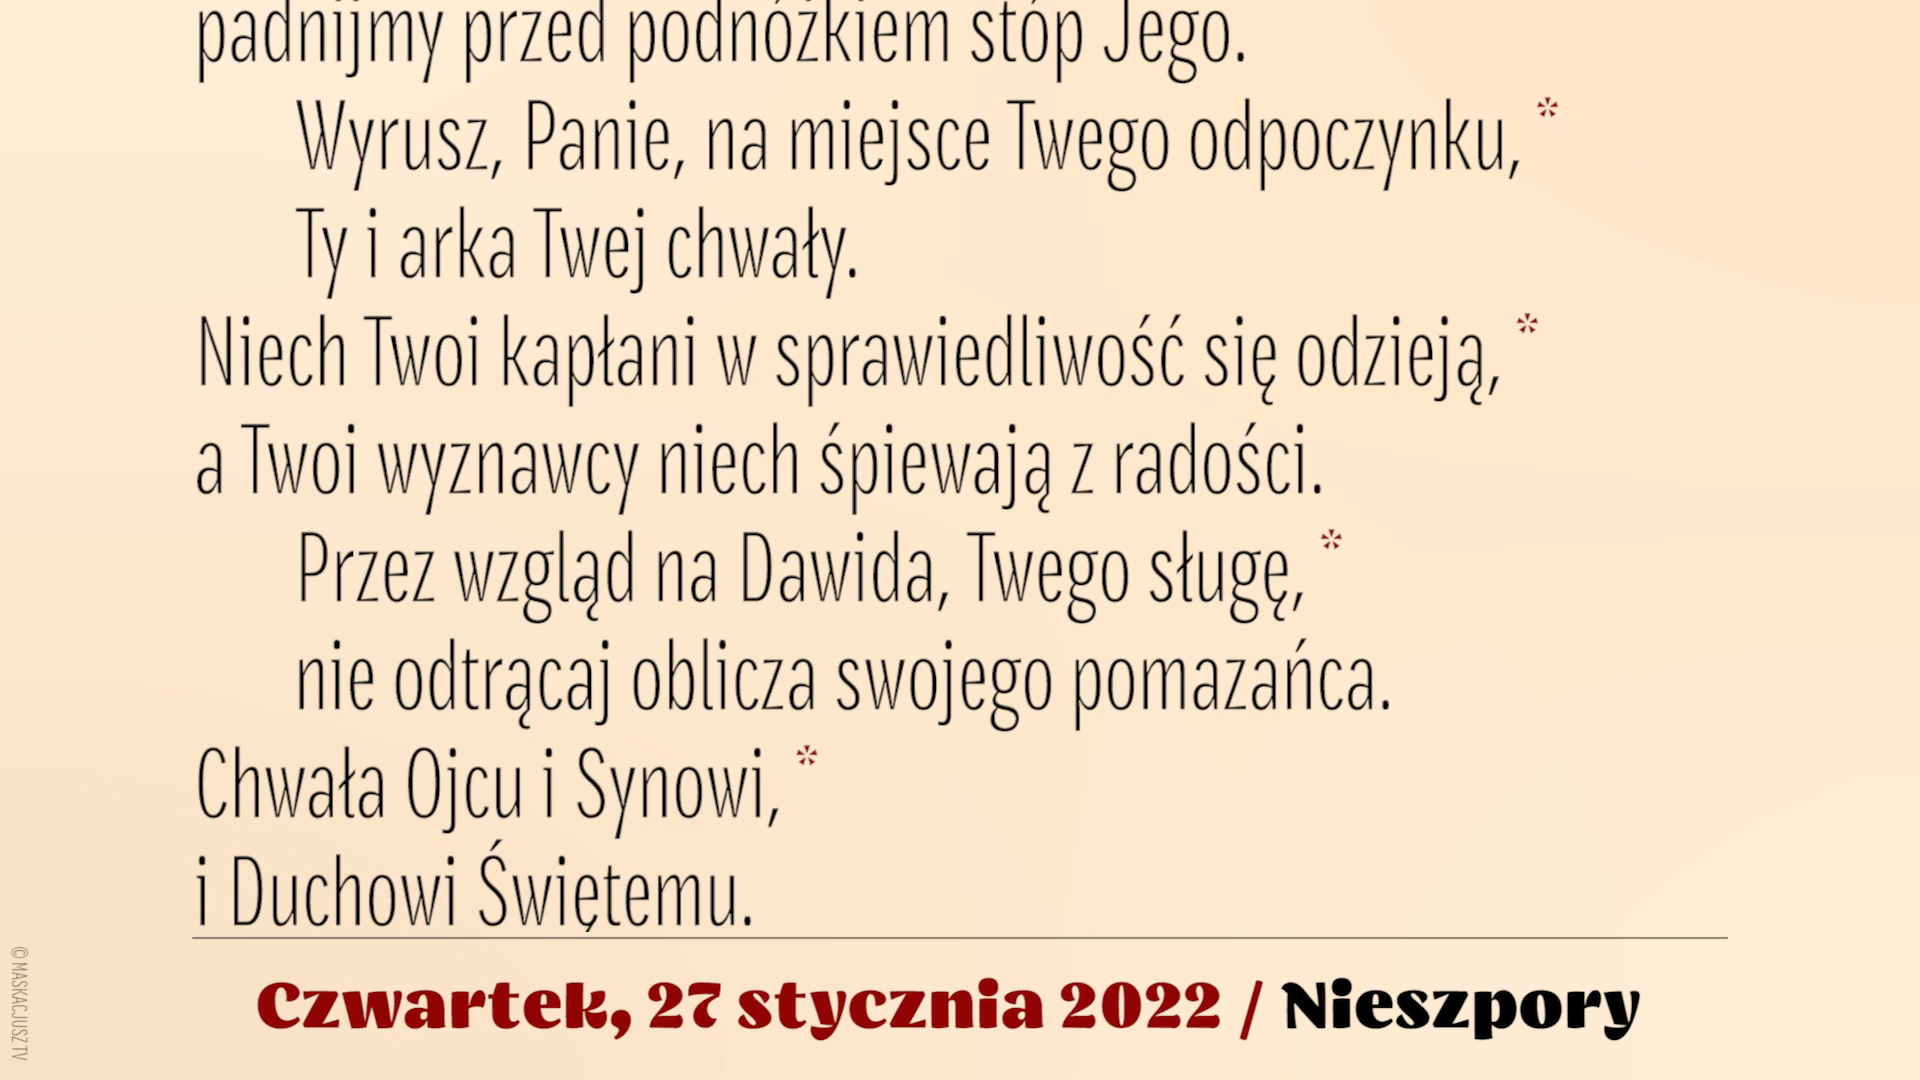 padnijmy przed podnóżkiem stóp Jego.
Wyrusz, Panie, na miejsce Twego odpoczynku, *
Ty i arka Twej chwały.
Niech Twoi kapłani w sprawiedliwość się odzieją, *
a Twoi wyznawcy niech śpiewają z radości.
Przez wzgląd na Dawida, Twego sługę, *
nie odtrącaj oblicza swojego pomazańca.
Chwała Ojcu i Synowi, *
i Duchowi Świętemu.
Czwartek, 27 stycznia 2022 / Nieszpory
© MASKACJUSZ TV